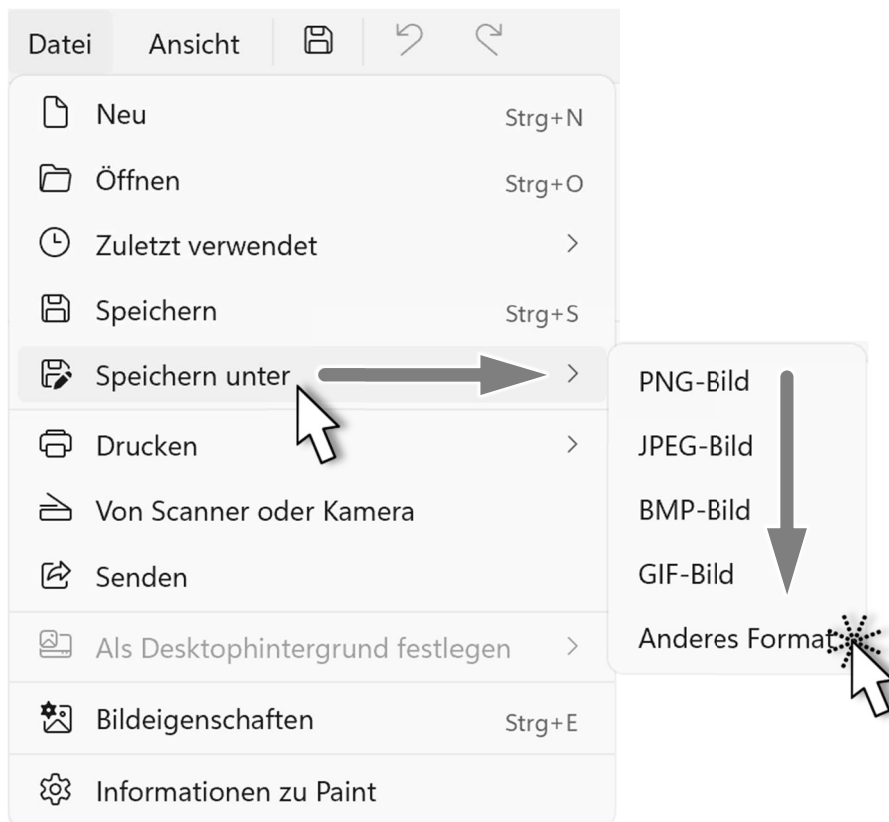 Datei Ansicht
Neu Strg+N
Öffnen Strg+O
Zuletzt verwendet
Speichern Strg+S
Speichern unter
PNG-Bild
Drucken
JPEG-Bild
Von Scanner oder Kamera
BMP-Bild
Senden
GIF-Bild
Als Desktophintergrund festlegen
Anderes Format
Bildeigenschaften Strg+E
Informationen zu Paint